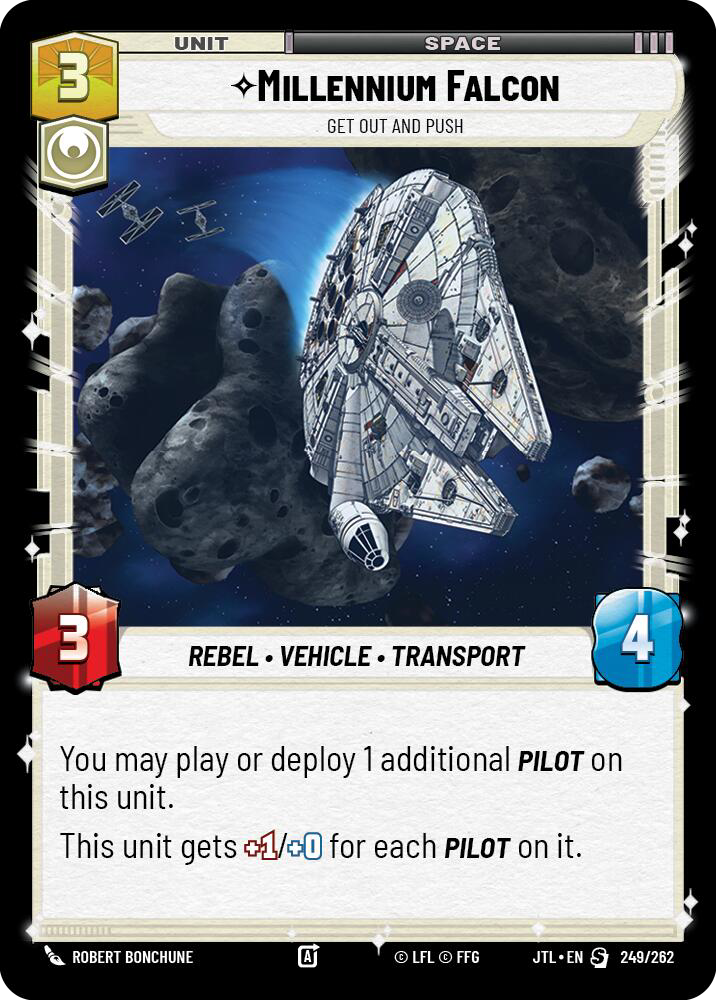 UNIT
SPACE
3
MILLENNIUM FALCON
GET OUT AND PUSH
3
REBEL • VEHICLE • TRANSPORT
4
You may play or deploy 1 additional PILOT on
this unit.
This unit gets +1/+0 for each PILOT on it.
ROBERT BONCHUNE
A
© LFL © FFG
JTL • EN
S
249/262